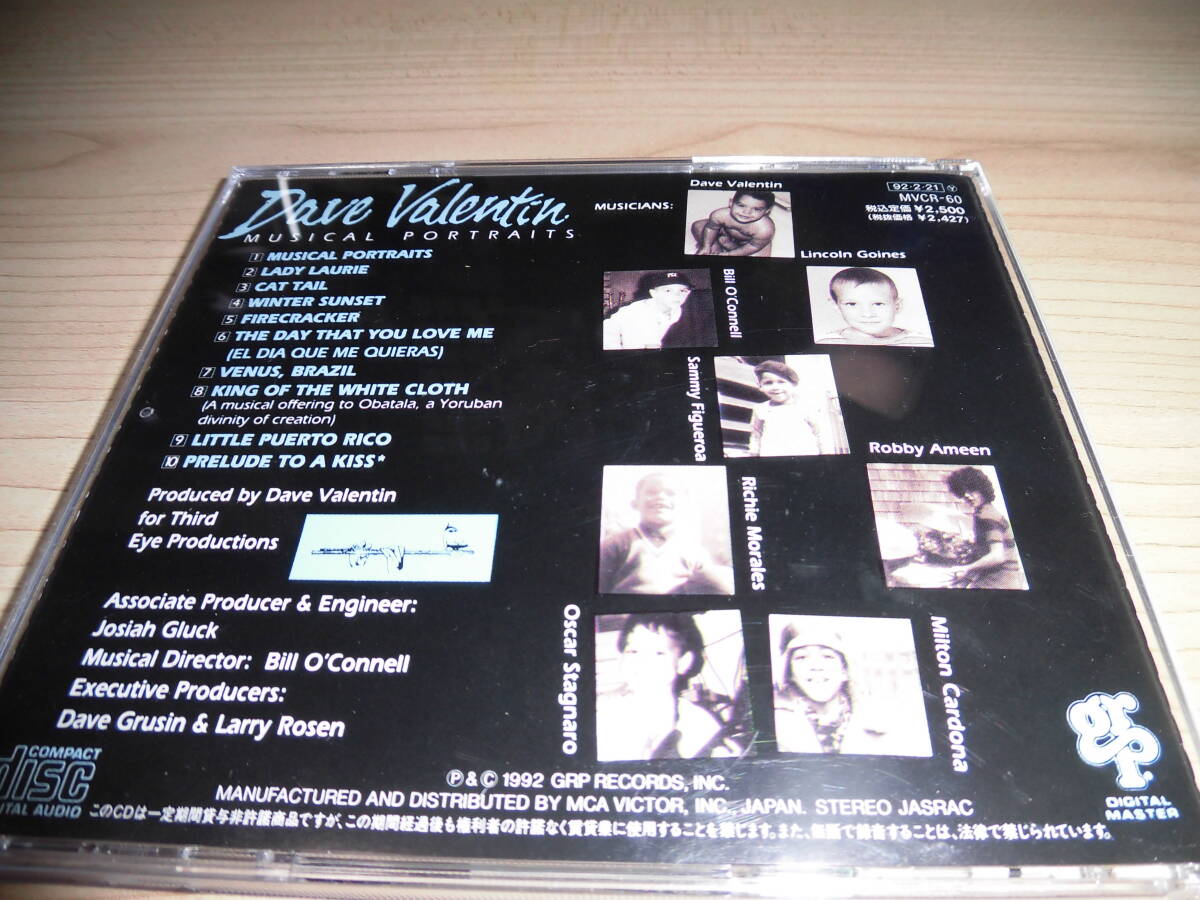 Dave Valentin
MUSICAL PORTRAITS
1 MUSICAL PORTRAITS
2 LADY LAURIE
3 CAT TAIL
4 WINTER SUNSET
5 FIRECRACKER
6 THE DAY THAT YOU LOVE ME
(EL DIA QUE ME QUIERAS)
7 VENUS, BRAZIL
8 KING OF THE WHITE CLOTH
(A musical offering to Obatala, a Yoruban
divinity of creation)
9 LITTLE PUERTO RICO
10 PRELUDE TO A KISS*
Produced by Dave Valentin
for Third
Eye Productions
Associate Producer & Engineer:
Josiah Gluck
Musical Director: Bill O'Connell
Executive Producers:
Dave Grusin & Larry Rosen
MUSICIANS:
Dave Valentin
Lincoln Goines
Bill O'Connell
Sammy Figueroa
Robby Ameen
Richie Morales
Oscar Stagnaro
Milton Cardona
92・2・21 Y
MVCR-60
税込定価¥2,500
(税抜価格 ¥2,427)
COMPACT
disc
DIGITAL AUDIO
grp
DIGITAL
MASTER
Ⓟ & © 1992 GRP RECORDS, INC.
MANUFACTURED AND DISTRIBUTED BY MCA VICTOR, INC., JAPAN. STEREO JASRAC
このCDは一定期間貸与非許諾商品ですが、この期間経過後も権利者の許諾なく賃貸業に使用することを禁じます。また、無断で録音することは、法律で禁じられています。